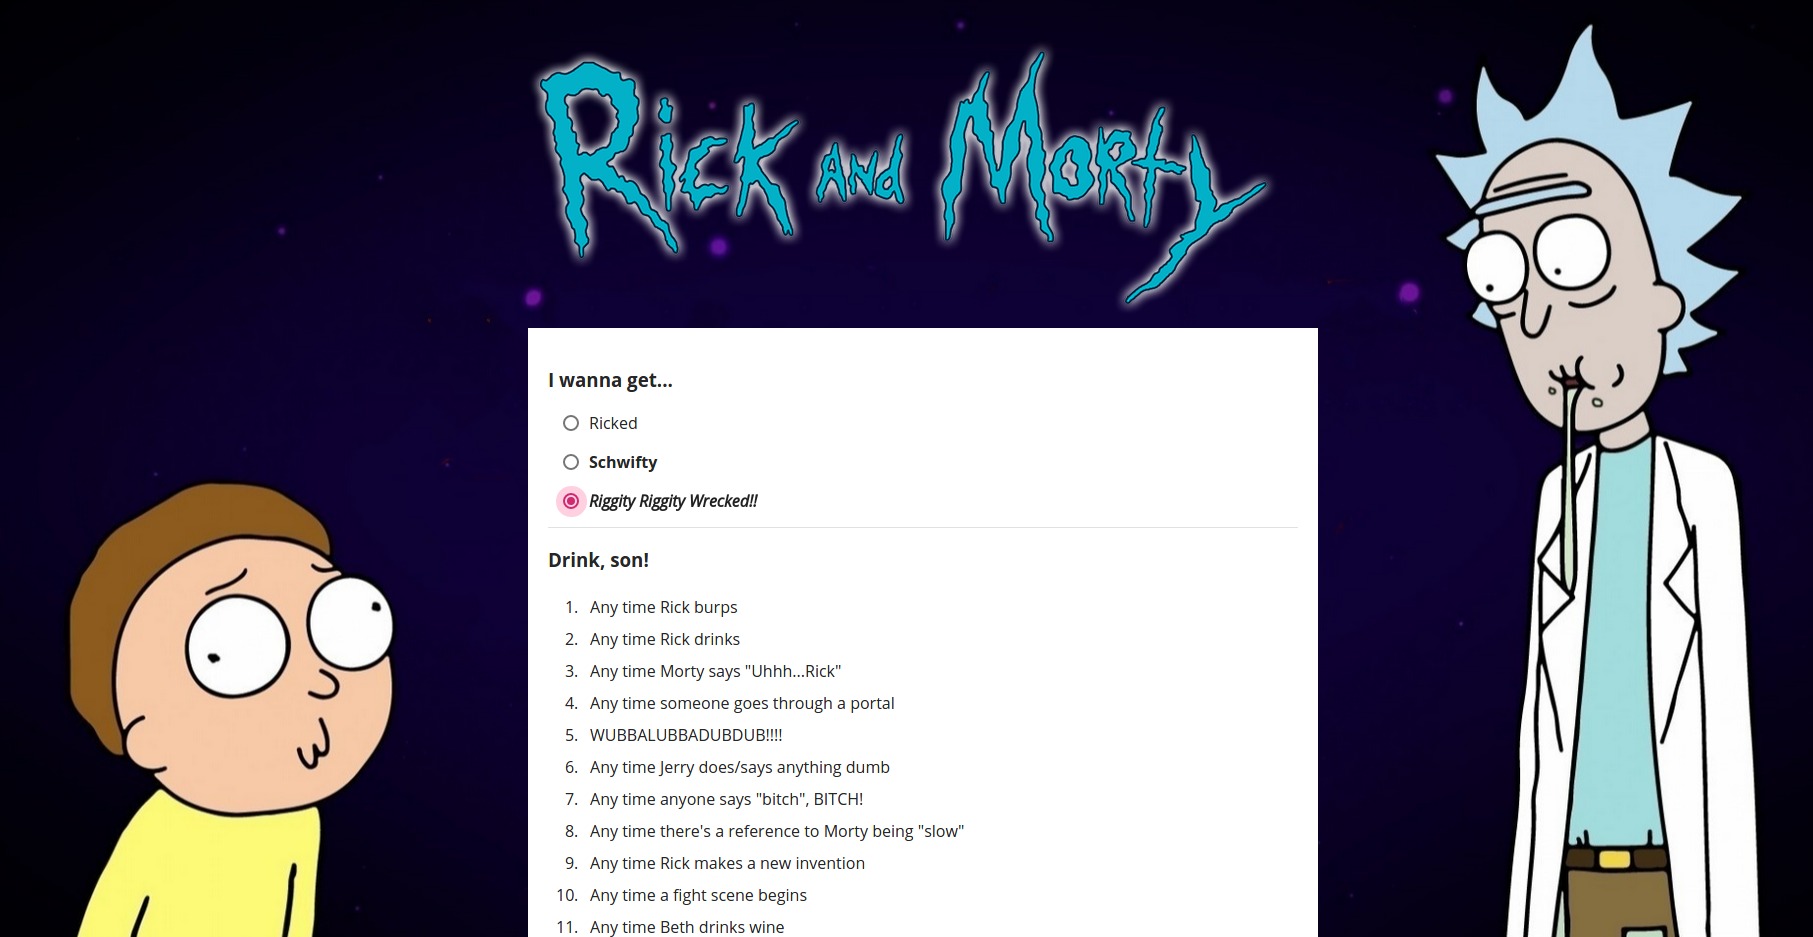 Rick and Morty
I wanna get...
Ricked
Schwifty
Riggity Riggity Wrecked!!
Drink, son!
1. Any time Rick burps
2. Any time Rick drinks
3. Any time Morty says "Uhhh...Rick"
4. Any time someone goes through a portal
5. WUBBALUBBADUBDUB!!!!
6. Any time Jerry does/says anything dumb
7. Any time anyone says "bitch", BITCH!
8. Any time there's a reference to Morty being "slow"
9. Any time Rick makes a new invention
10. Any time a fight scene begins
11. Any time Beth drinks wine